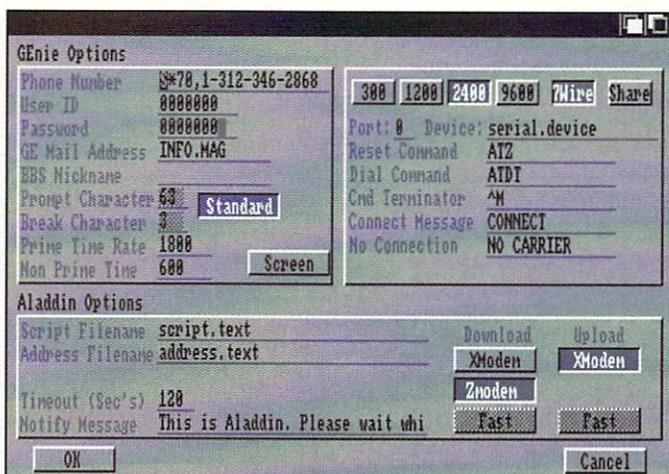 GEnie Options
Phone Number *70,1-312-346-2868
User ID 0000000
Password 0000000
GE Mail Address INFO.MAG
BBS Nickname
Prompt Character 63 Standard
Break Character 3
Prime Time Rate 1800
Non Prime Time 600 Screen
300 1200 2400 9600 7Wire Share
Port: 0 Device: serial.device
Reset Command ATZ
Dial Command ATDT
Cmd Terminator ^M
Connect Message CONNECT
No Connection NO CARRIER
Aladdin Options
Script Filename script.text
Address Filename address.text
Timeout (Sec's) 120
Notify Message This is Aladdin. Please wait whi
Download Upload
XModem XModem
Zmodem
Fast Fast
OK Cancel